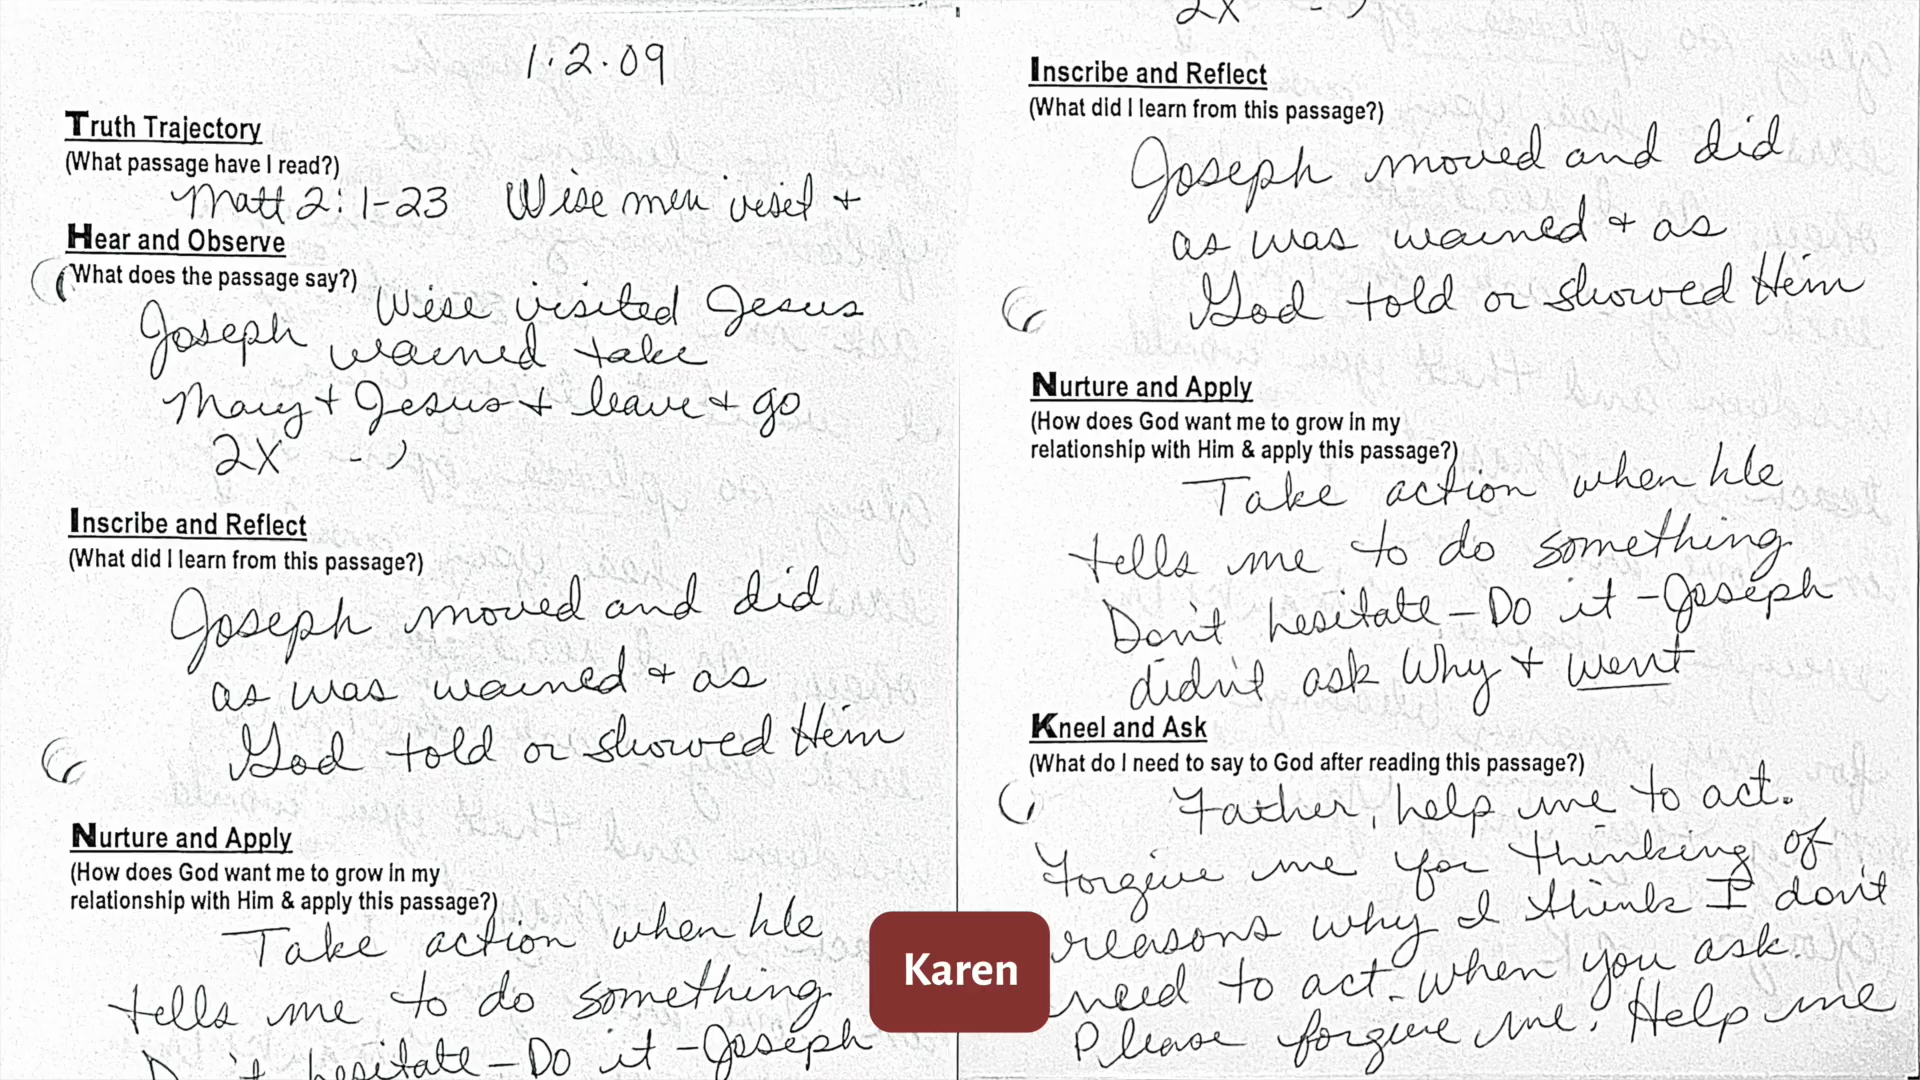 1.2.09
Truth Trajectory
(What passage have I read?)
Matt 2:1-23 Wise men visit +
Hear and Observe
(What does the passage say?)
Wise visited Jesus
Joseph warned take
Mary + Jesus + leave + go
2X
Inscribe and Reflect
(What did I learn from this passage?)
Joseph moved and did
as was warned + as
God told or showed Him
Nurture and Apply
(How does God want me to grow in my
relationship with Him & apply this passage?)
Take action when He
tells me to do something
Don't hesitate - Do it - Joseph
2X
Inscribe and Reflect
(What did I learn from this passage?)
Joseph moved and did
as was warned + as
God told or showed Him
Nurture and Apply
(How does God want me to grow in my
relationship with Him & apply this passage?)
Take action when He
tells me to do something
Don't hesitate - Do it - Joseph
didn't ask Why + went
Kneel and Ask
(What do I need to say to God after reading this passage?)
Father, help me to act.
Forgive me for thinking of
reasons why I think I don't
need to act when you ask.
Please forgive me. Help me
Karen